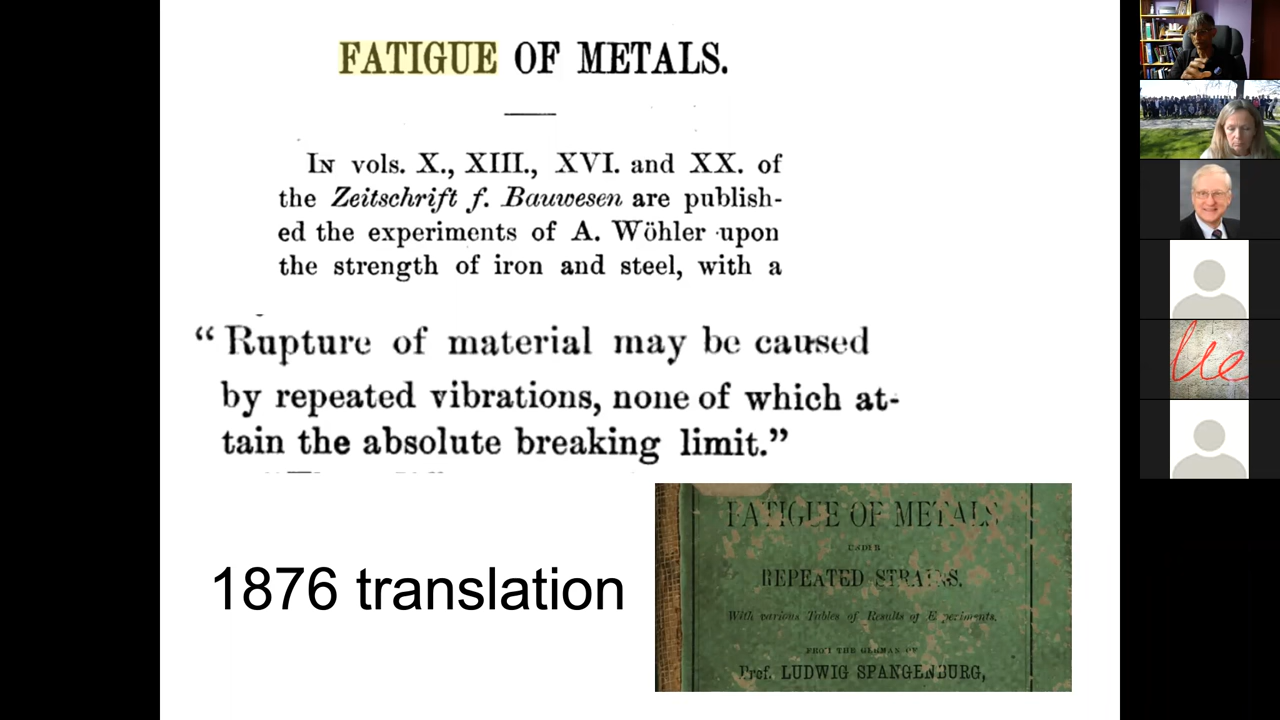 FATIGUE OF METALS.
IN vols. X., XIII., XVI. and XX. of
the Zeitschrift f. Bauwesen are publish-
ed the experiments of A. Wöhler upon
the strength of iron and steel, with a
“Rupture of material may be caused
by repeated vibrations, none of which at-
tain the absolute breaking limit.”
1876 translation
FATIGUE OF METALS
UNDER
REPEATED STRAINS,
With various Tables of Results of Experiments,
FROM THE GERMAN OF
Prof. LUDWIG SPANGENBURG,